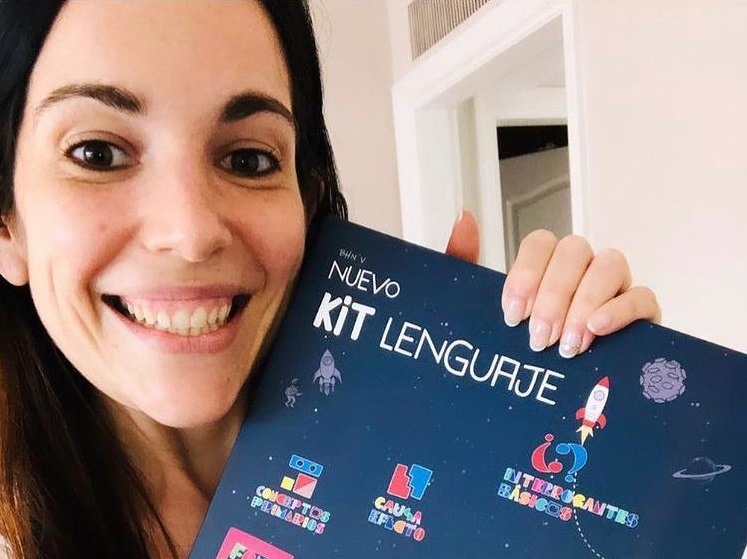 NUEVO
KiT LENGUAJE
INTERROGANTES
BÁSICOS
CONCEPTOS
PRIMARIOS
CAUSA
EFECTO